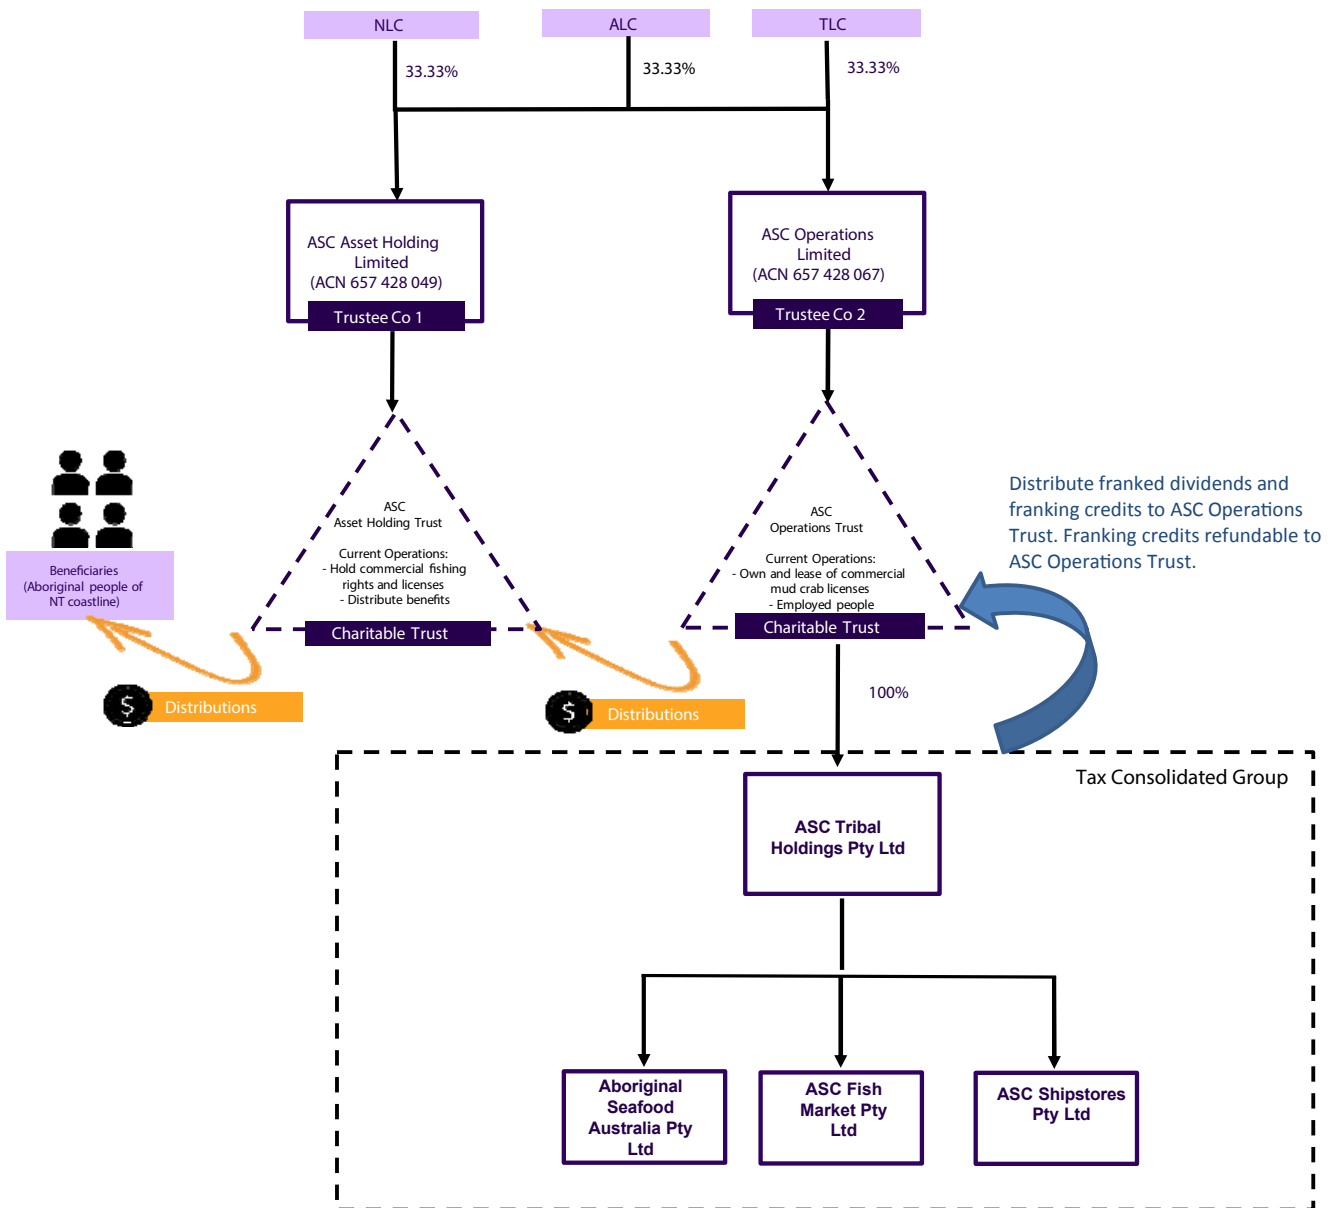 NLC
ALC
TLC
33.33%
33.33%
33.33%
ASC Asset Holding
Limited
(ACN 657 428 049)
Trustee Co 1
ASC Operations
Limited
(ACN 657 428 067)
Trustee Co 2
Beneficiaries
(Aboriginal people of
NT coastline)
ASC
Asset Holding Trust
Current Operations:
- Hold commercial fishing
rights and licenses
- Distribute benefits
Charitable Trust
ASC
Operations Trust
Current Operations:
- Own and lease of commercial
mud crab licenses
- Employed people
Charitable Trust
Distribute franked dividends and
franking credits to ASC Operations
Trust. Franking credits refundable to
ASC Operations Trust.
$
Distributions
$
Distributions
100%
Tax Consolidated Group
ASC Tribal
Holdings Pty Ltd
Aboriginal
Seafood
Australia Pty
Ltd
ASC Fish
Market Pty
Ltd
ASC Shipstores
Pty Ltd